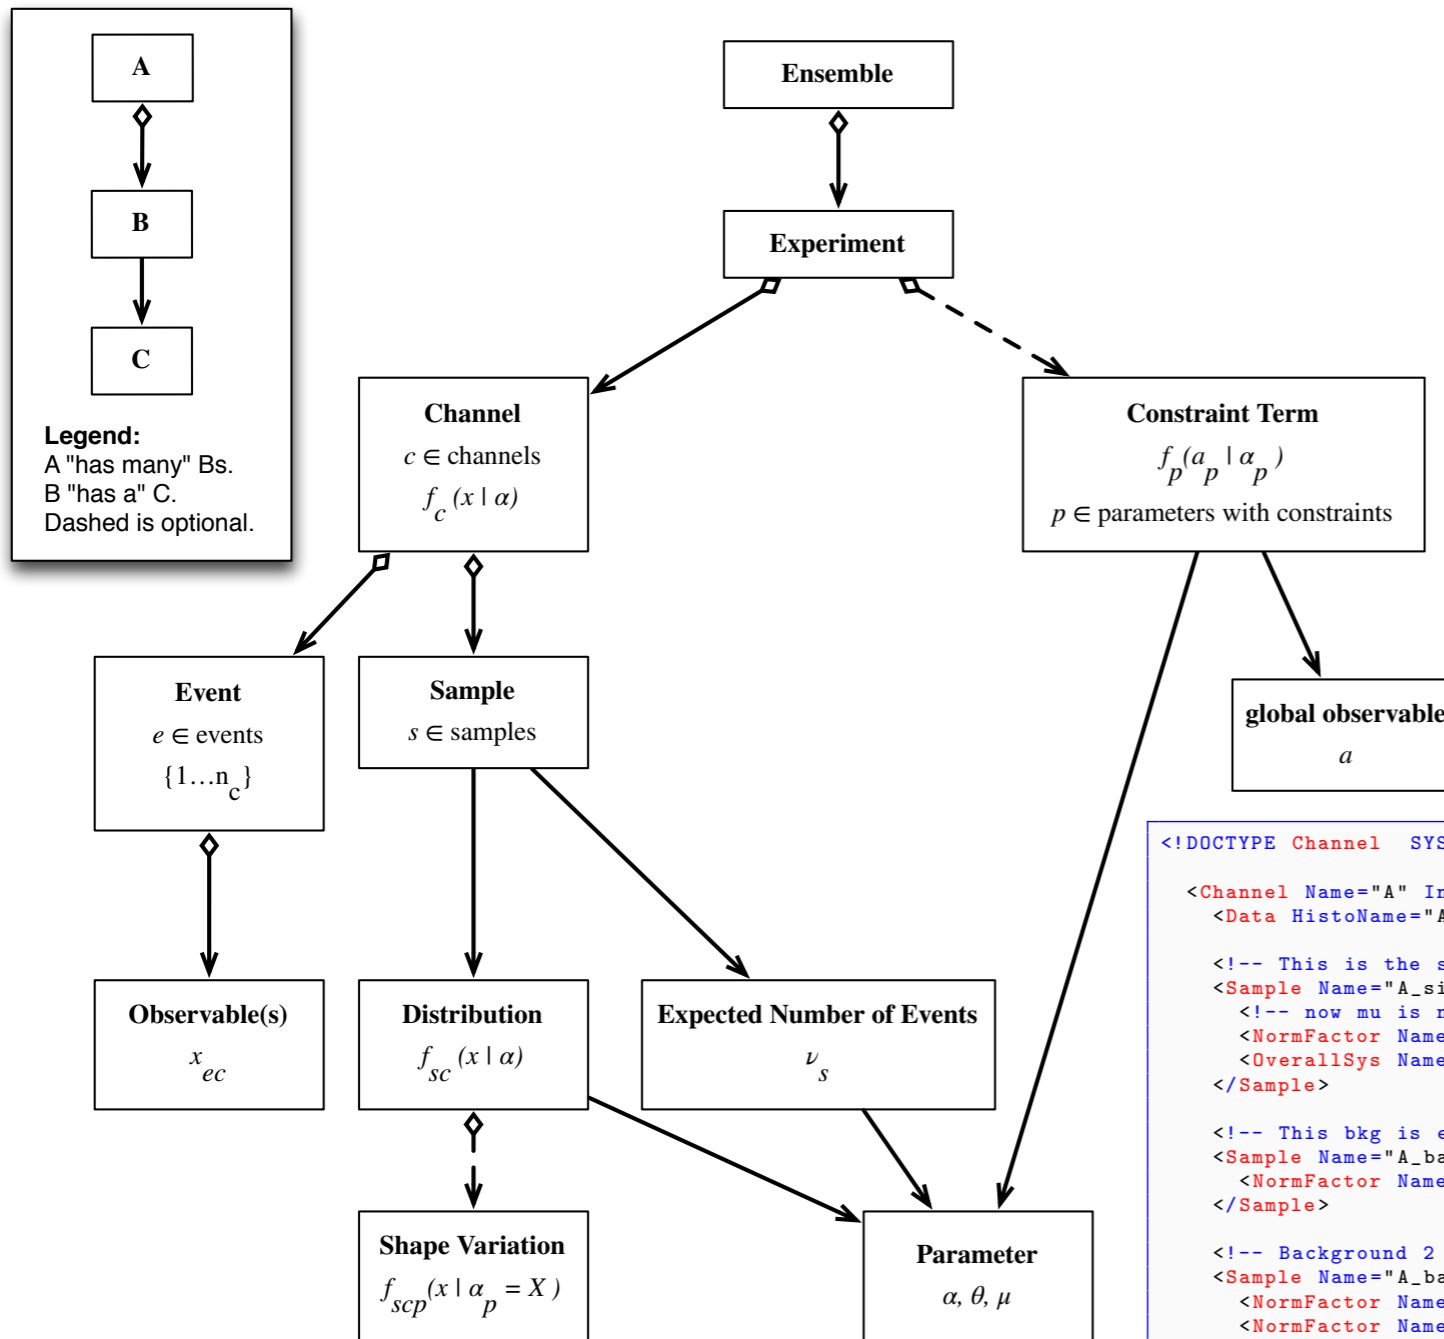 A
B
C
Legend:
A "has many" Bs.
B "has a" C.
Dashed is optional.
Ensemble
Experiment
Channel
c ∈ channels
f_c (x | α)
Constraint Term
f_p(a_p | α_p)
p ∈ parameters with constraints
Event
e ∈ events
{1…n_c}
Sample
s ∈ samples
global observable
a
Observable(s)
x_ec
Distribution
f_sc (x | α)
Expected Number of Events
ν_s
Shape Variation
f_scp(x | α_p = X )
Parameter
α, θ, μ
<!DOCTYPE Channel SYS
<Channel Name="A" In
<Data HistoName="A
<!-- This is the s
<Sample Name="A_si
<!-- now mu is n
<NormFactor Name
<OverallSys Name
</Sample>
<!-- This bkg is e
<Sample Name="A_ba
<NormFactor Name
</Sample>
<!-- Background 2
<Sample Name="A_ba
<NormFactor Name
<NormFactor Name